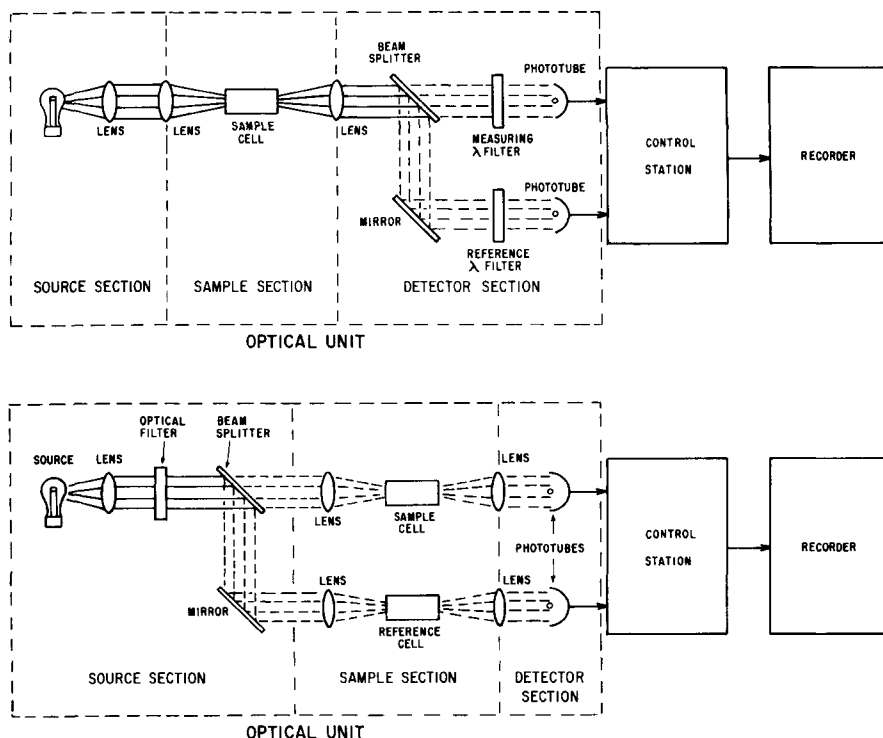 BEAM
SPLITTER
PHOTOTUBE
LENS
LENS
SAMPLE
CELL
LENS
MEASURING
λ FILTER
CONTROL
STATION
RECORDER
PHOTOTUBE
MIRROR
REFERENCE
λ FILTER
SOURCE SECTION
SAMPLE SECTION
DETECTOR SECTION
OPTICAL UNIT
OPTICAL
FILTER
BEAM
SPLITTER
SOURCE
LENS
LENS
LENS
SAMPLE
CELL
PHOTOTUBES
CONTROL
STATION
RECORDER
LENS
LENS
MIRROR
REFERENCE
CELL
SOURCE SECTION
SAMPLE SECTION
DETECTOR
SECTION
OPTICAL UNIT